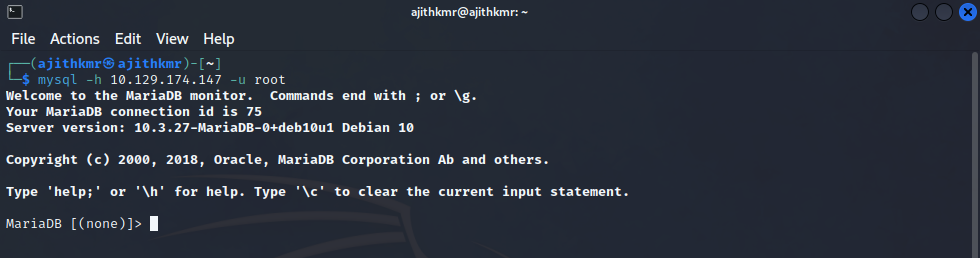 ajithkmr@ajithkmr: ~
File Actions Edit View Help
┌──(ajithkmr㉿ajithkmr)-[~]
└─$ mysql -h 10.129.174.147 -u root
Welcome to the MariaDB monitor.  Commands end with ; or \g.
Your MariaDB connection id is 75
Server version: 10.3.27-MariaDB-0+deb10u1 Debian 10
Copyright (c) 2000, 2018, Oracle, MariaDB Corporation Ab and others.
Type 'help;' or '\h' for help. Type '\c' to clear the current input statement.
MariaDB [(none)]>